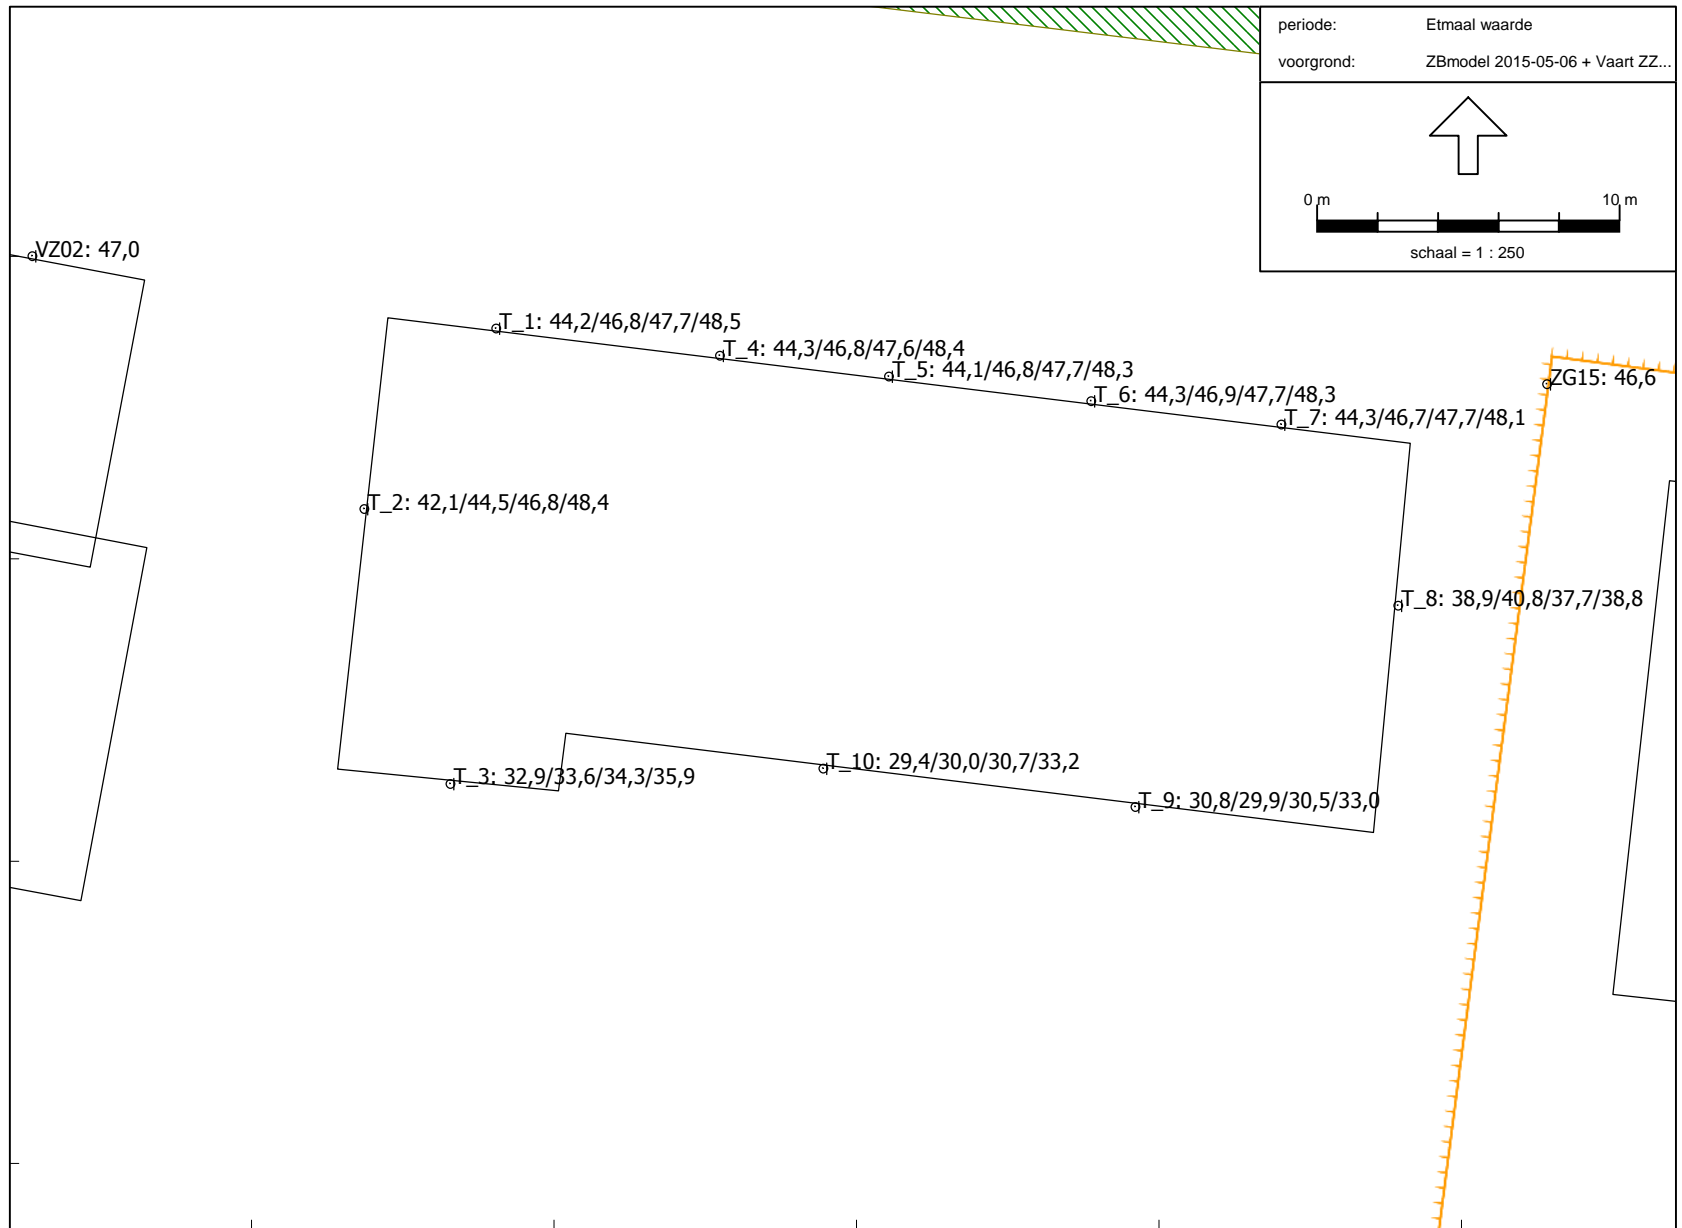 periode: Etmaal waarde
voorgrond: ZBmodel 2015-05-06 + Vaart ZZ...
0 m 10 m
schaal = 1 : 250
VZ02: 47,0
T_1: 44,2/46,8/47,7/48,5
T_4: 44,3/46,8/47,6/48,4
T_5: 44,1/46,8/47,7/48,3
ZG15: 46,6
T_6: 44,3/46,9/47,7/48,3
T_7: 44,3/46,7/47,7/48,1
T_2: 42,1/44,5/46,8/48,4
T_8: 38,9/40,8/37,7/38,8
T_10: 29,4/30,0/30,7/33,2
T_3: 32,9/33,6/34,3/35,9
T_9: 30,8/29,9/30,5/33,0